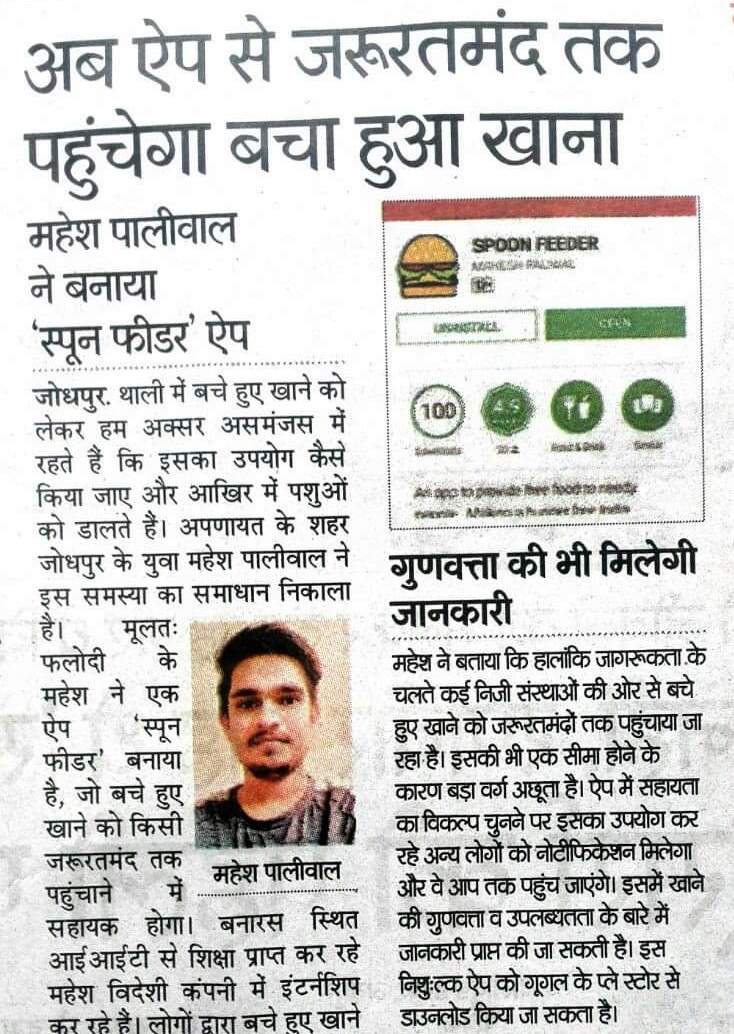 अब ऐप से जरूरतमंद तक
पहुंचेगा बचा हुआ खाना
महेश पालीवाल
ने बनाया
‘स्पून फीडर’ ऐप
जोधपुर. थाली में बचे हुए खाने को
लेकर हम अक्सर असमंजस में
रहते हैं कि इसका उपयोग कैसे
किया जाए और आखिर में पशुओं
को डालते हैं। अपणायत के शहर
जोधपुर के युवा महेश पालीवाल ने
इस समस्या का समाधान निकाला
है। मूलतः
फलोदी के
महेश ने एक
ऐप ‘स्पून
फीडर’ बनाया
है, जो बचे हुए
खाने को किसी
जरूरतमंद तक
पहुंचाने में
सहायक होगा। बनारस स्थित
आईआईटी से शिक्षा प्राप्त कर रहे
महेश विदेशी कंपनी में इंटर्नशिप
कर रहे है। लोगों द्वारा बचे हुए खाने
महेश पालीवाल
SPOON FEEDER
MAHESH PALIWAL
UNINSTALL
OPEN
100
4.9
Downloads
Food & Drink
Similar
An app to provide free food to needy
गुणवत्ता की भी मिलेगी
जानकारी
महेश ने बताया कि हालांकि जागरूकता के
चलते कई निजी संस्थाओं की ओर से बचे
हुए खाने को जरूरतमंदों तक पहुंचाया जा
रहा है। इसकी भी एक सीमा होने के
कारण बड़ा वर्ग अछूता है। ऐप में सहायता
का विकल्प चुनने पर इसका उपयोग कर
रहे अन्य लोगों को नोटीफिकेशन मिलेगा
और वे आप तक पहुंच जाएंगे। इसमें खाने
की गुणवत्ता व उपलब्धतता के बारे में
जानकारी प्राप्त की जा सकती है। इस
निशुःल्क ऐप को गूगल के प्ले स्टोर से
डाउनलोड किया जा सकता है।